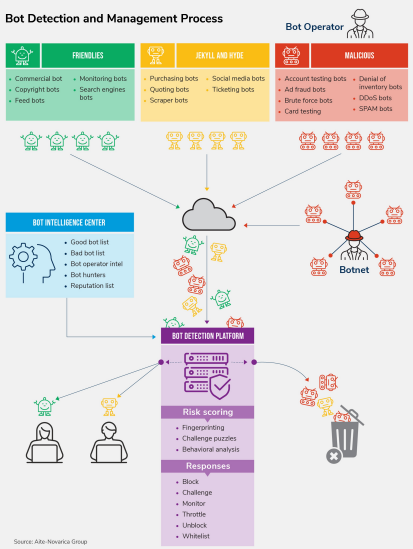 Bot Detection and Management Process
Bot Operator
FRIENDLIES
Commercial bot
Copyright bots
Feed bots
Monitoring bots
Search engines
bots
JEKYLL AND HYDE
Purchasing bots
Quoting bots
Scraper bots
Social media bots
Ticketing bots
MALICIOUS
Account testing bots
Ad fraud bots
Brute force bots
Card testing
Denial of
inventory bots
DDoS bots
SPAM bots
BOT INTELLIGENCE CENTER
Good bot list
Bad bot list
Bot operator intel
Bot hunters
Reputation list
Botnet
BOT DETECTION PLATFORM
Risk scoring
Fingerprinting
Challenge puzzles
Behavioral analysis
Responses
Block
Challenge
Monitor
Throttle
Unblock
Whitelist
Source: Aite-Novarica Group